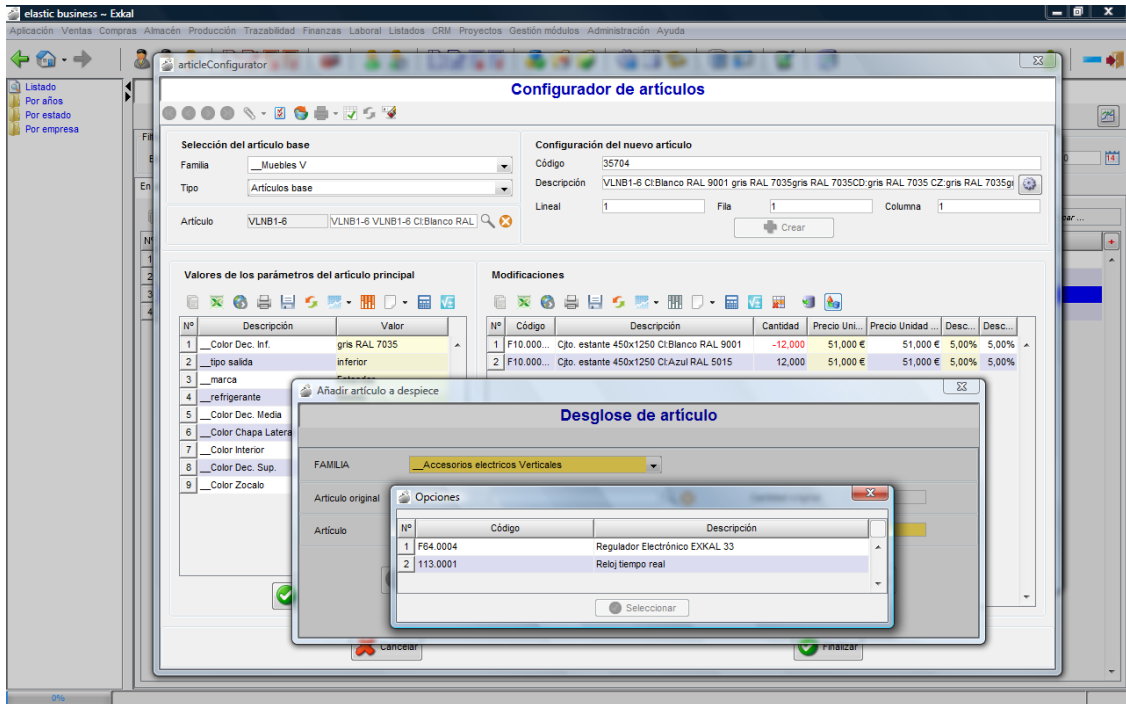 elastic business ~ Exkal
Aplicación Ventas Compras Almacén Producción Trazabilidad Finanzas Laboral Listados CRM Proyectos Gestión módulos Administración Ayuda
Listado
Por años
Por estado
Por empresa
articleConfigurator
Configurador de artículos
Selección del artículo base
Familia __Muebles V
Tipo Artículos base
Artículo VLNB1-6 VLNB1-6 VLNB1-6 CI:Blanco RAL
Configuración del nuevo artículo
Código 35704
Descripción VLNB1-6 CI:Blanco RAL 9001 gris RAL 7035gris RAL 7035CD:gris RAL 7035 CZ:gris RAL 7035gr
Lineal 1 Fila 1 Columna 1
Crear
Valores de los parámetros del artículo principal
Nº Descripción Valor
1 __Color Dec. Inf. gris RAL 7035
2 __tipo salida inferior
3 __marca
4 __refrigerante
5 __Color Dec. Media
6 __Color Chapa Latera
7 __Color Interior
8 __Color Dec. Sup.
9 __Color Zocalo
Modificaciones
Nº Código Descripción Cantidad Precio Uni... Precio Unidad ... Desc... Desc...
1 F10.000... Cjto. estante 450x1250 CI:Blanco RAL 9001 -12,000 51,000 € 51,000 € 5,00% 5,00%
2 F10.000... Cjto. estante 450x1250 CI:Azul RAL 5015 12,000 51,000 € 51,000 € 5,00% 5,00%
Añadir artículo a despiece
Desglose de artículo
FAMILIA __Accesorios electricos Verticales
Articulo original
Artículo
Opciones
Nº Código Descripción
1 F64.0004 Regulador Electrónico EXKAL 33
2 113.0001 Reloj tiempo real
Seleccionar
Cancelar
Finalizar
0%